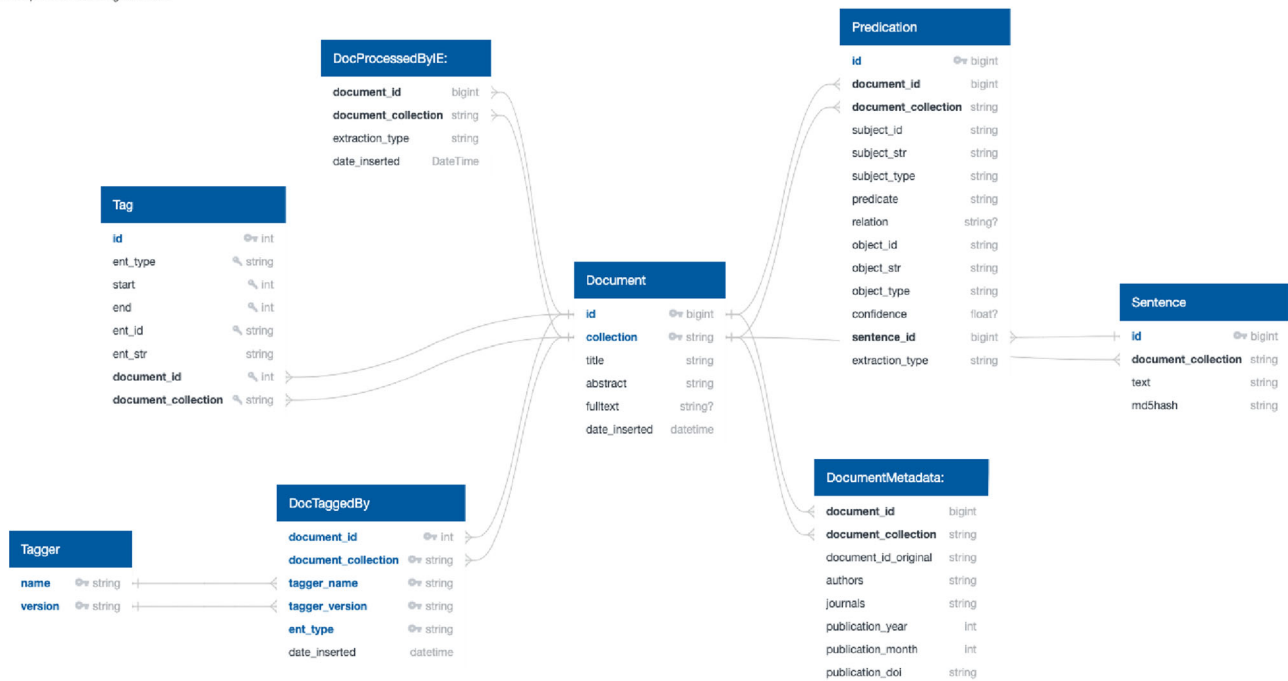 DocProcessedByIE:
document_id bigint
document_collection string
extraction_type string
date_inserted DateTime
Tag
id int
ent_type string
start int
end int
ent_id string
ent_str string
document_id int
document_collection string
Tagger
name string
version string
DocTaggedBy
document_id int
document_collection string
tagger_name string
tagger_version string
ent_type string
date_inserted datetime
Document
id bigint
collection string
title string
abstract string
fulltext string?
date_inserted datetime
Predication
id bigint
document_id bigint
document_collection string
subject_id string
subject_str string
subject_type string
predicate string
relation string?
object_id string
object_str string
object_type string
confidence float?
sentence_id bigint
extraction_type string
Sentence
id bigint
document_collection string
text string
md5hash string
DocumentMetadata:
document_id bigint
document_collection string
document_id_original string
authors string
journals string
publication_year int
publication_month int
publication_doi string